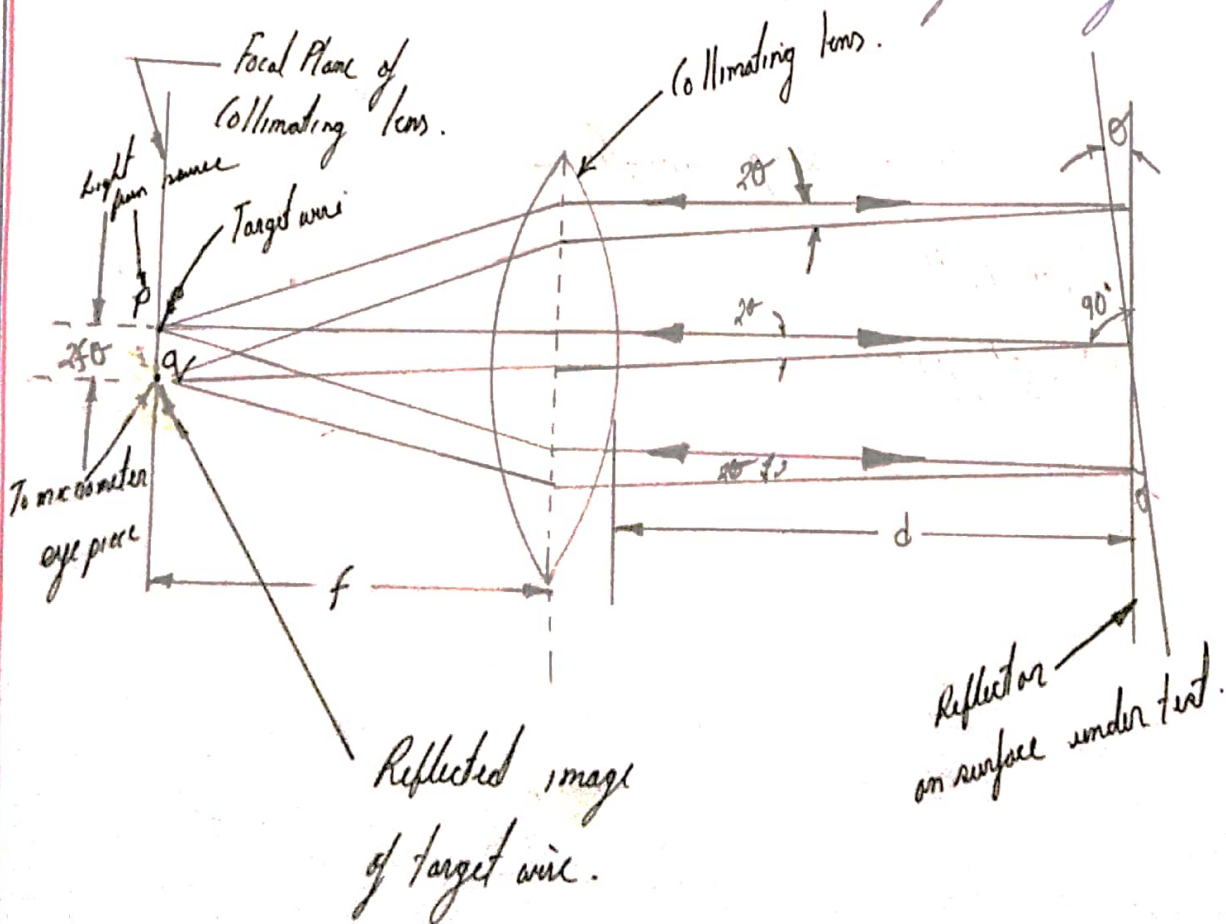 Focal Plane of
Collimating lens.
Collimating lens.
Light
from source
Target wire
P
θ
2θ
2θ
90°
2fθ
q
To micrometer
eye piece
2θ
θ
d
f
Reflector
on surface under test.
Reflected image
of target wire.